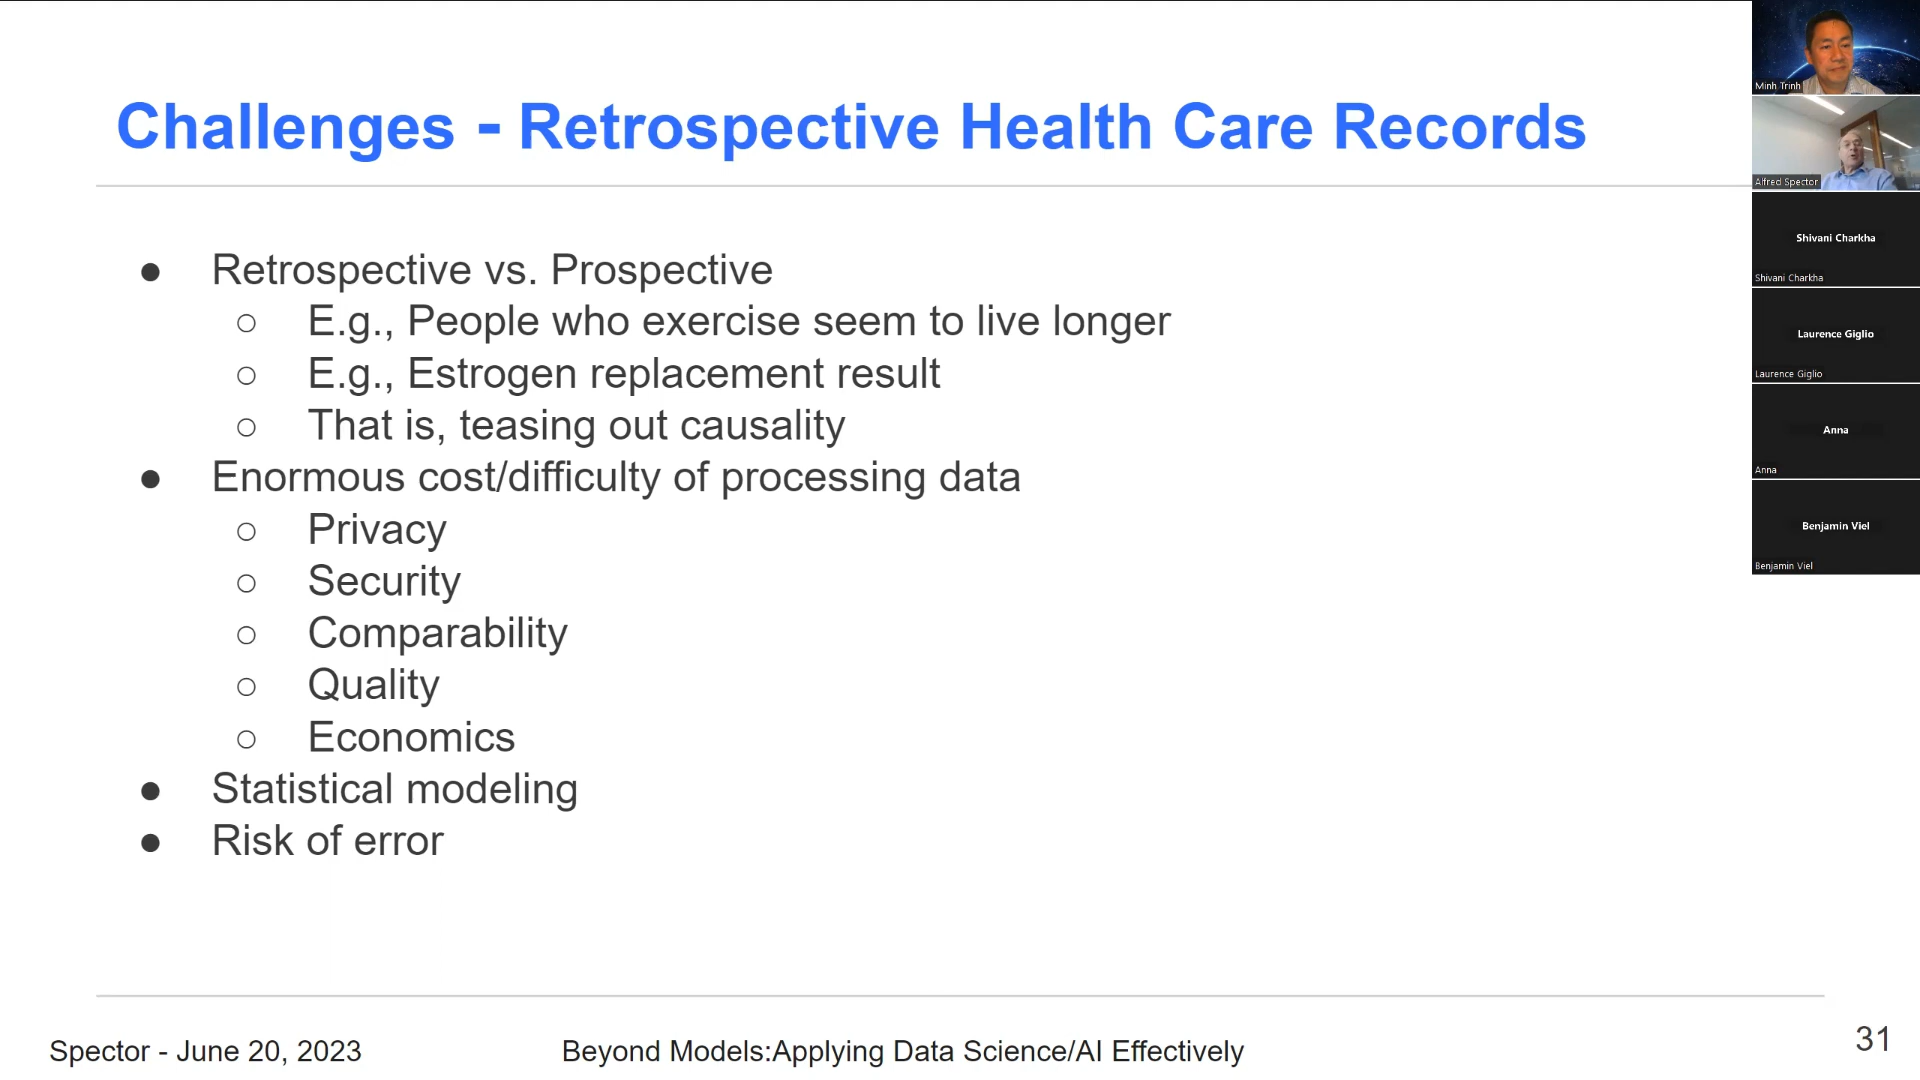 Challenges - Retrospective Health Care Records
● Retrospective vs. Prospective
○ E.g., People who exercise seem to live longer
○ E.g., Estrogen replacement result
○ That is, teasing out causality
● Enormous cost/difficulty of processing data
○ Privacy
○ Security
○ Comparability
○ Quality
○ Economics
● Statistical modeling
● Risk of error
Spector - June 20, 2023
Beyond Models:Applying Data Science/AI Effectively
31
Minh Trinh
Alfred Spector
Shivani Charkha
Shivani Charkha
Laurence Giglio
Laurence Giglio
Anna
Anna
Benjamin Viel
Benjamin Viel